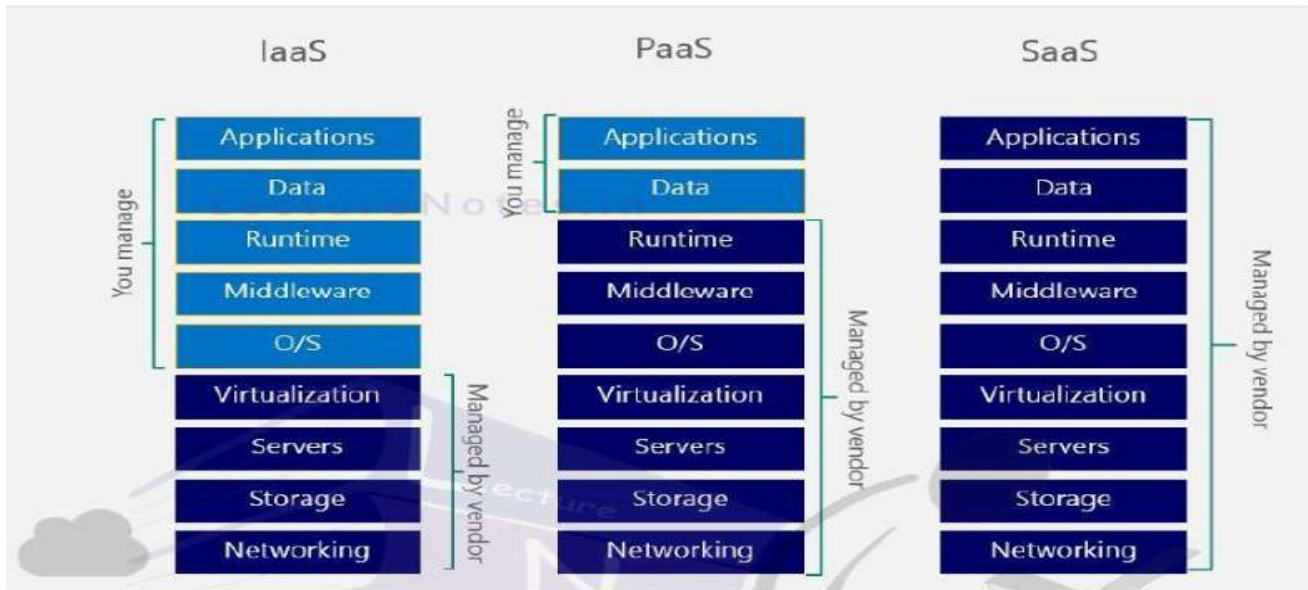 IaaS
PaaS
SaaS
You manage
Applications
Data
Runtime
Middleware
O/S
Virtualization
Servers
Storage
Networking
Managed by vendor
You manage
Applications
Data
Runtime
Middleware
O/S
Virtualization
Servers
Storage
Networking
Managed by vendor
Applications
Data
Runtime
Middleware
O/S
Virtualization
Servers
Storage
Networking
Managed by vendor
Lecture